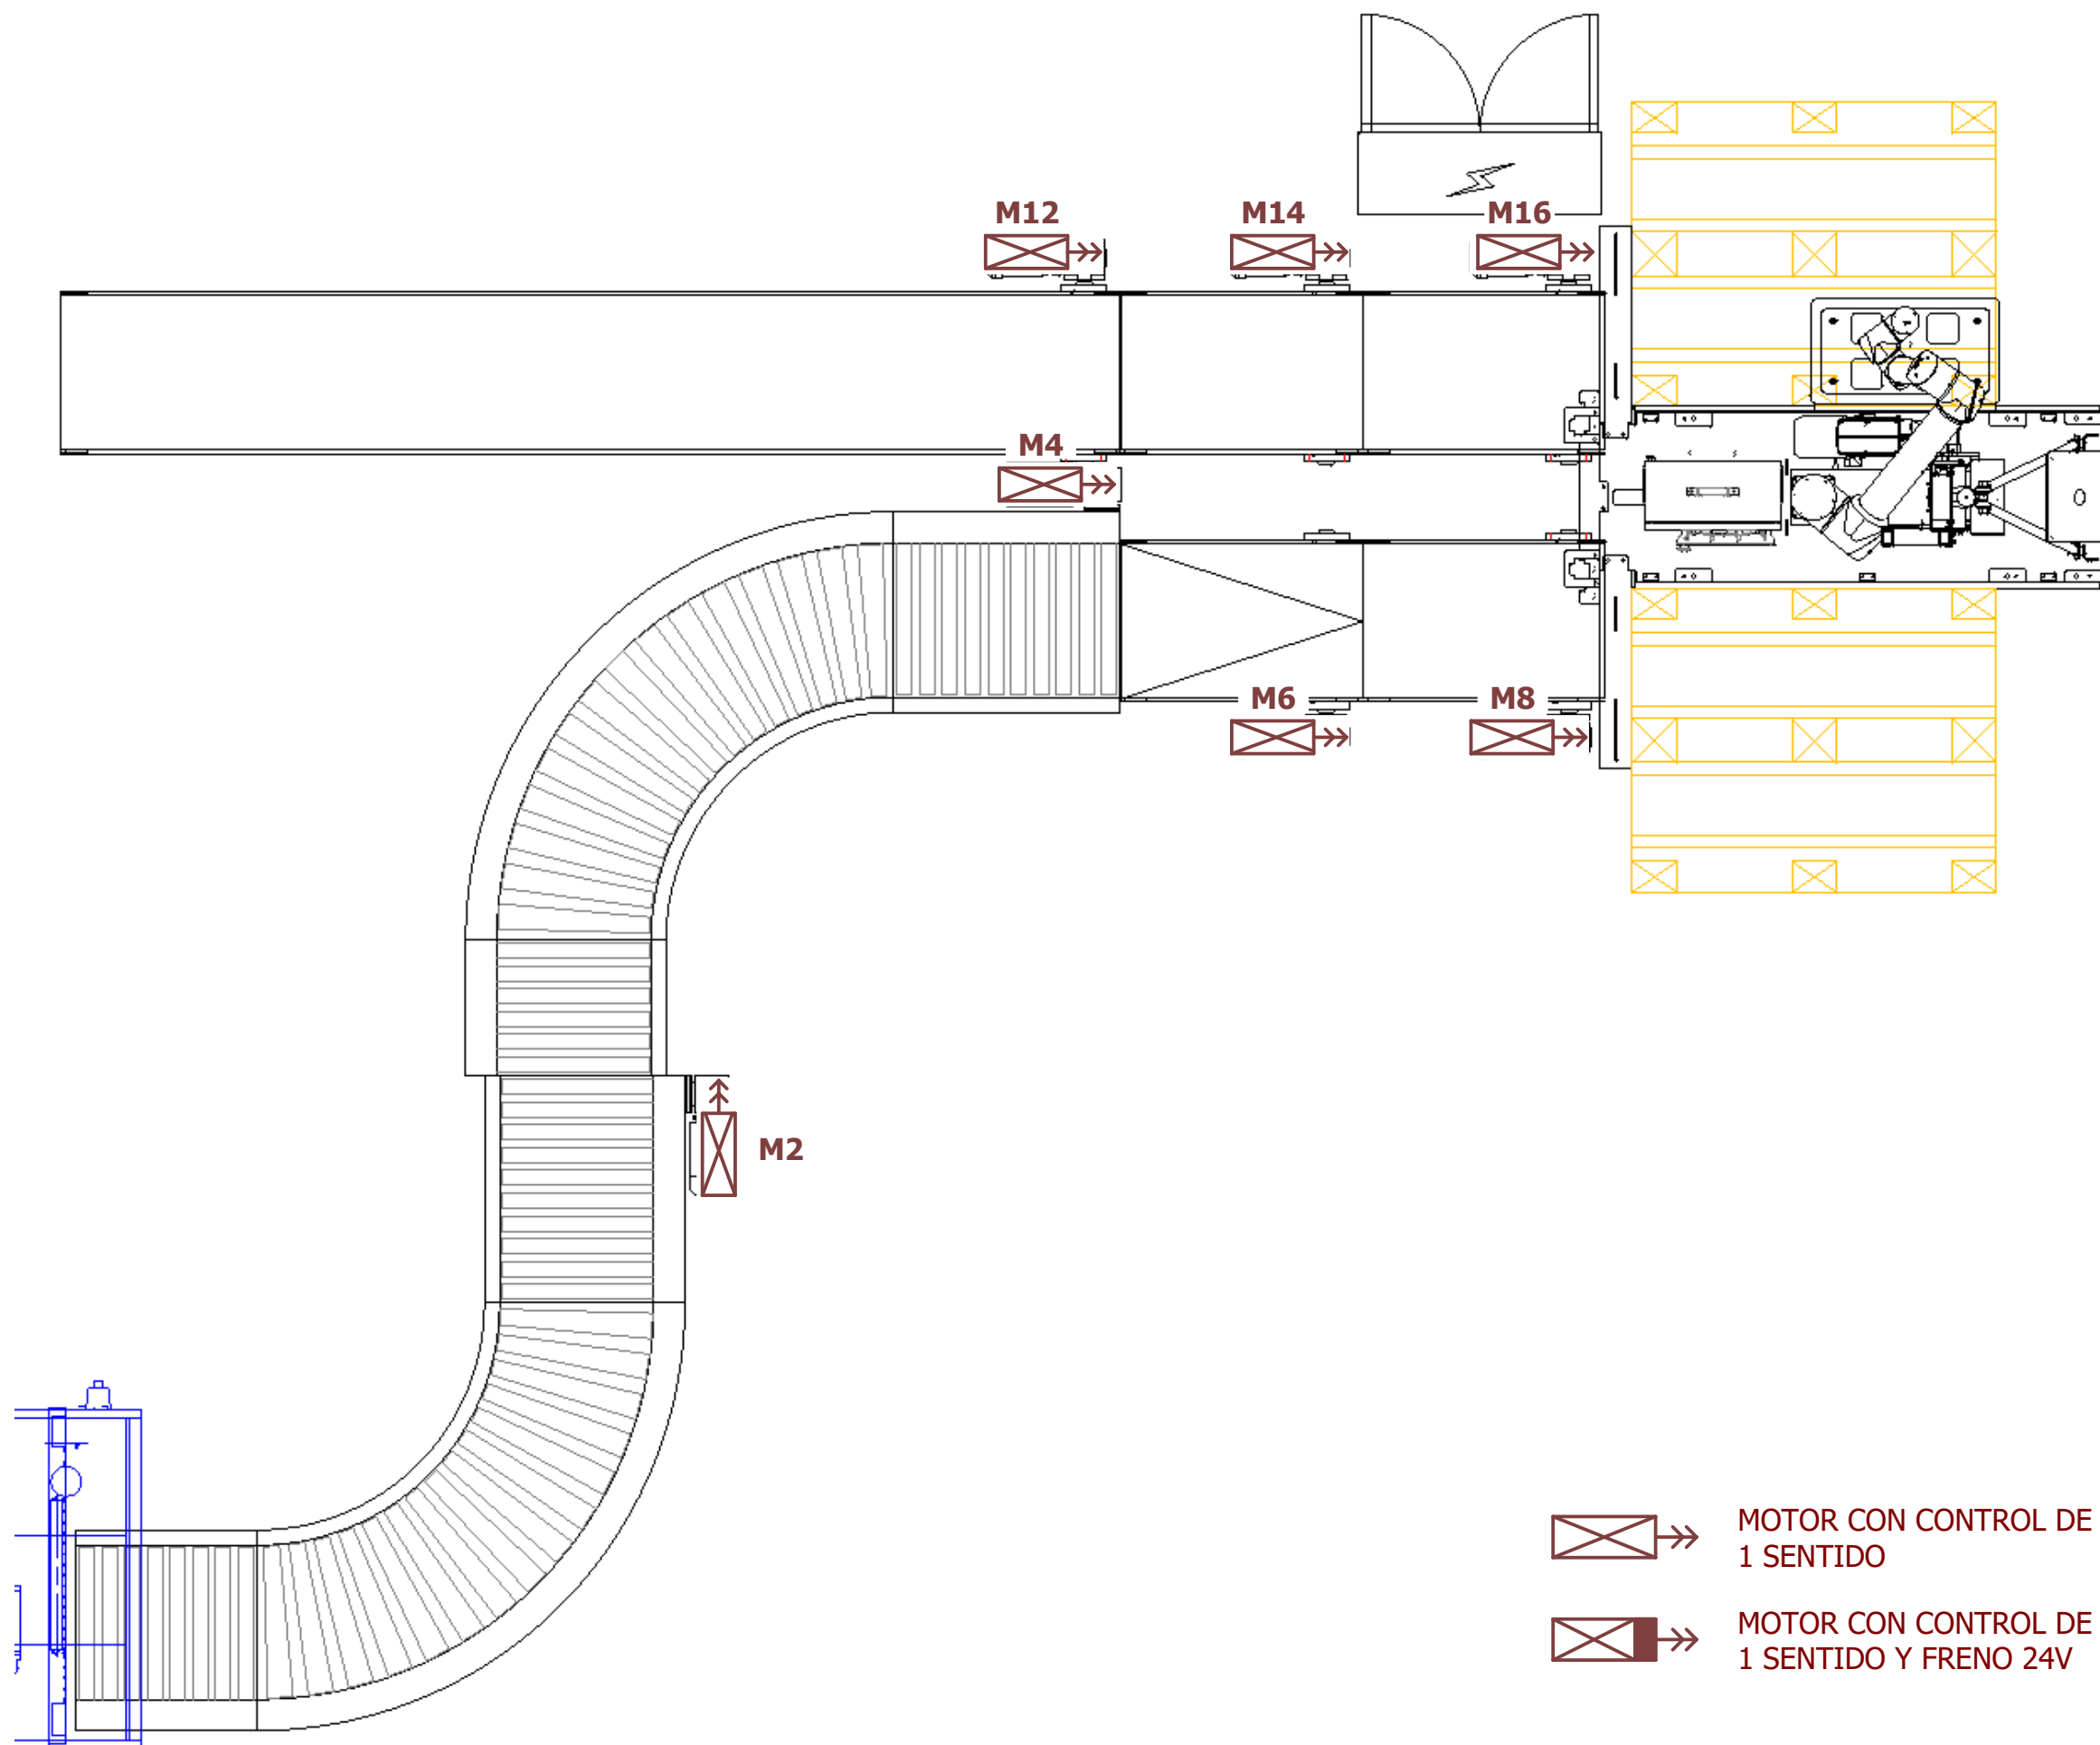 M12
M14
M16
M4
M6
M8
M2
MOTOR CON CONTROL DE
1 SENTIDO
MOTOR CON CONTROL DE
1 SENTIDO Y FRENO 24V